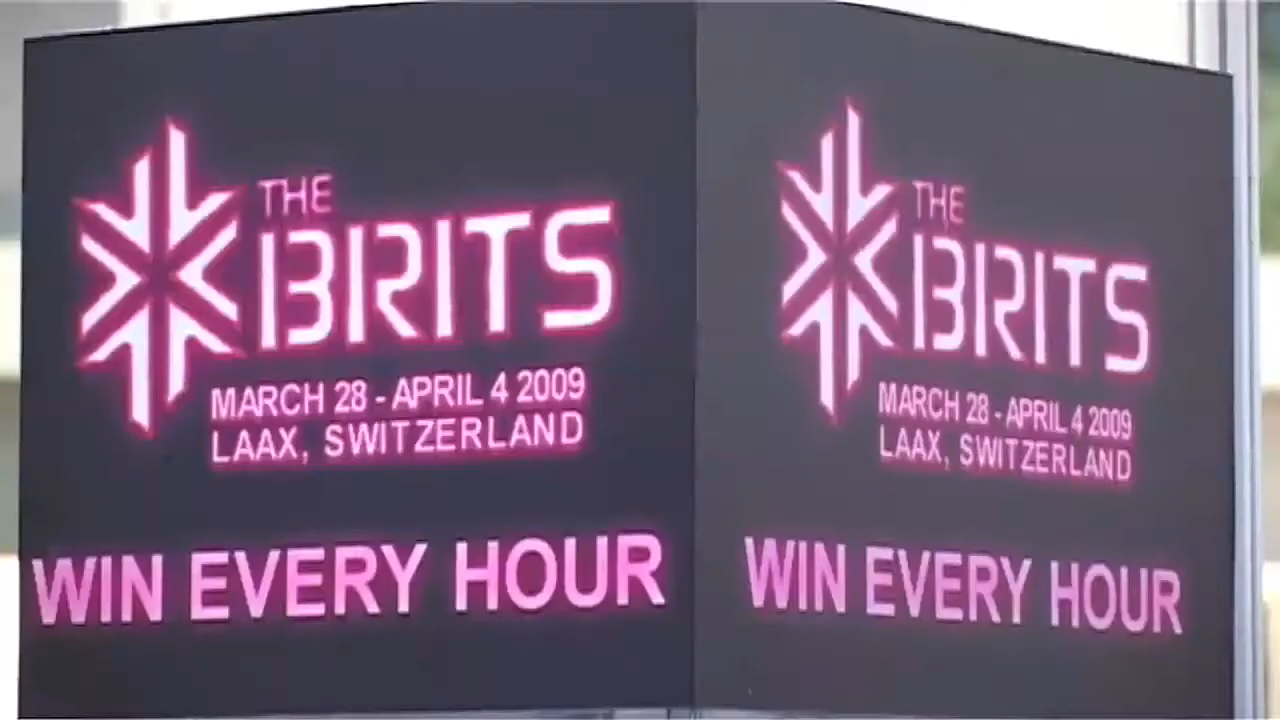 THE
BRITS
MARCH 28 - APRIL 4 2009
LAAX, SWITZERLAND
WIN EVERY HOUR
THE
BRITS
MARCH 28 - APRIL 4 2009
LAAX, SWITZERLAND
WIN EVERY HOUR